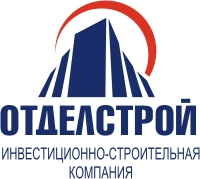 ОТДЕЛСТРОЙ
ИНВЕСТИЦИОННО-СТРОИТЕЛЬНАЯ
КОМПАНИЯ